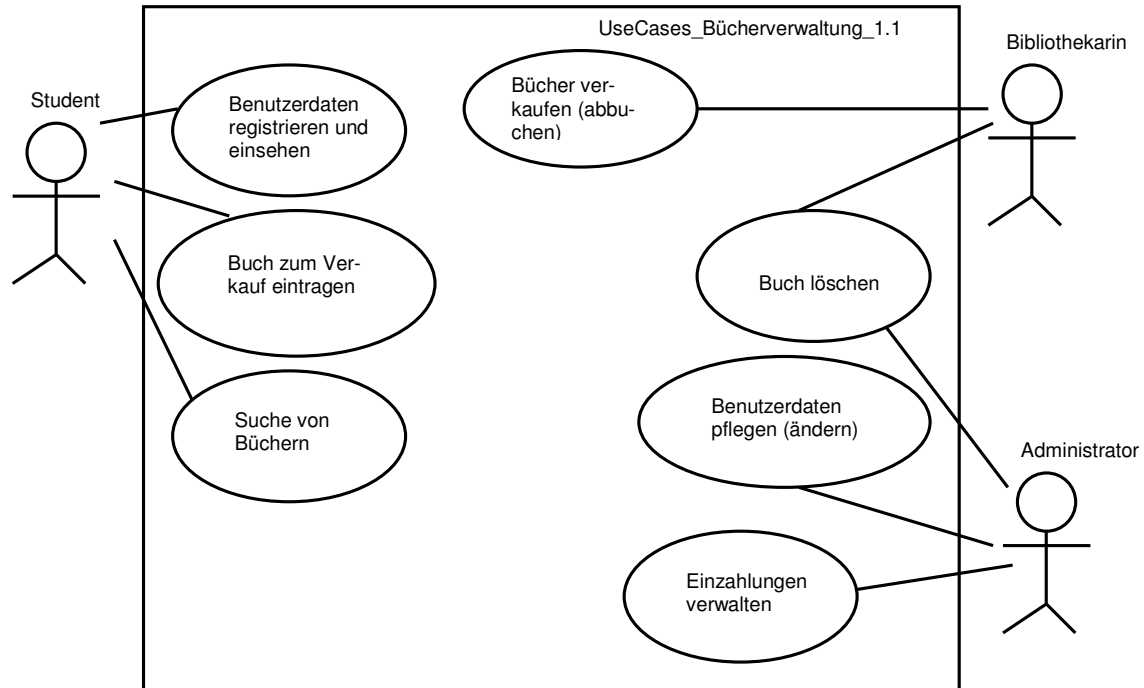 UseCases_Bücherverwaltung_1.1
Bibliothekarin
Student
Benutzerdaten
registrieren und
einsehen
Bücher ver-
kaufen (abbu-
chen)
Buch zum Ver-
kauf eintragen
Buch löschen
Suche von
Büchern
Benutzerdaten
pflegen (ändern)
Administrator
Einzahlungen
verwalten